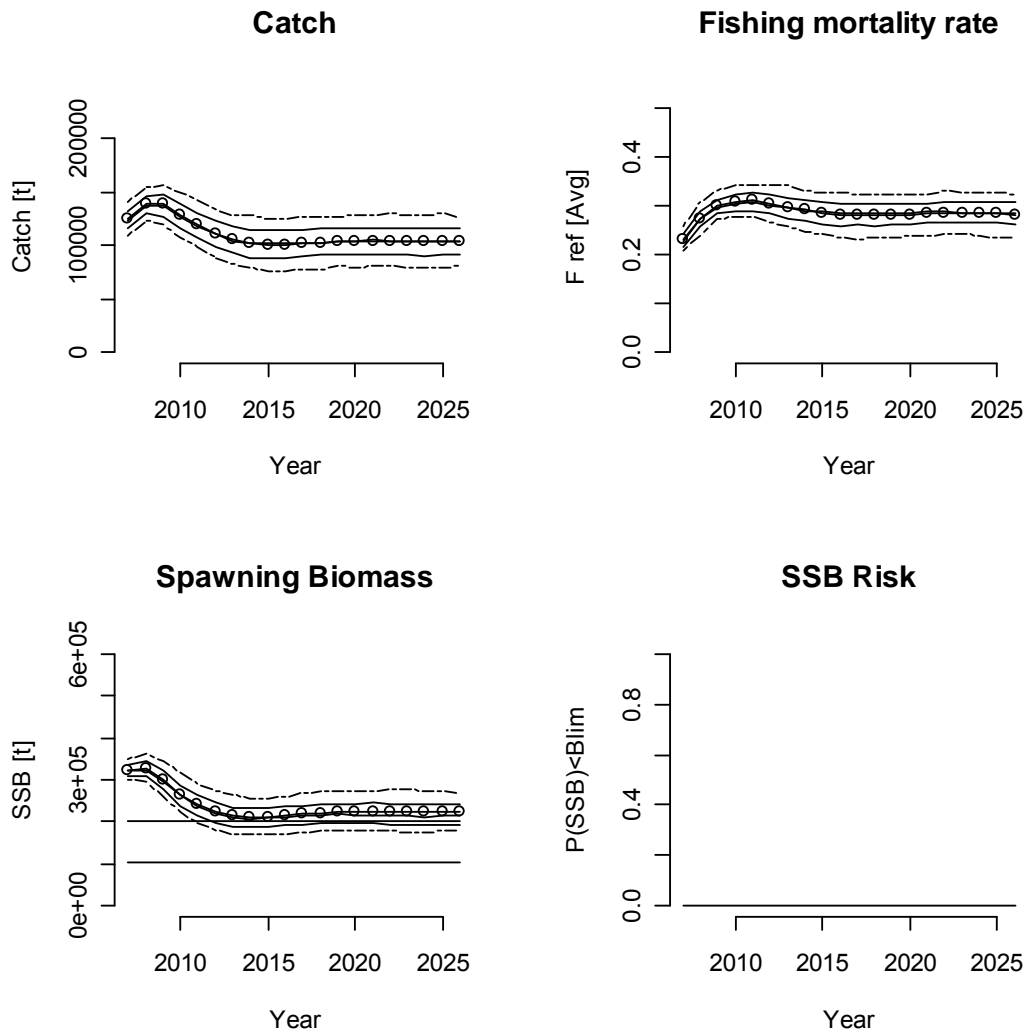 Catch
Catch [t]
200000
100000
0
2010 2015 2020 2025
Year
Fishing mortality rate
F ref [Avg]
0.4
0.2
0.0
2010 2015 2020 2025
Year
Spawning Biomass
SSB [t]
6e+05
3e+05
0e+00
2010 2015 2020 2025
Year
SSB Risk
P(SSB)<Blim
0.8
0.4
0.0
2010 2015 2020 2025
Year